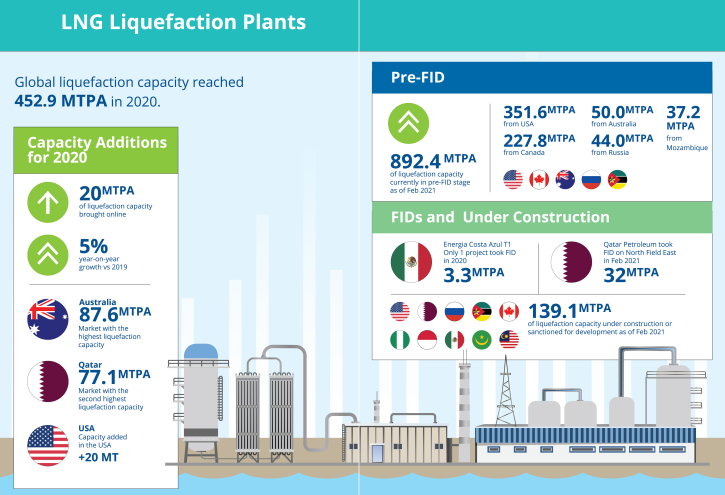 LNG Liquefaction Plants
Global liquefaction capacity reached
452.9 MTPA in 2020.
Capacity Additions
for 2020
20MTPA
of liquefaction capacity
brought online
5%
year-on-year
growth vs 2019
Australia
87.6MTPA
Market with the
highest liquefaction
capacity
Qatar
77.1MTPA
Market with the
second highest
liquefaction capacity
USA
Capacity added
in the USA
+20 MT
Pre-FID
892.4 MTPA
of liquefaction capacity
currently in pre-FID stage
as of Feb 2021
351.6MTPA
from USA
50.0MTPA
from Australia
37.2
MTPA
from
Mozambique
227.8MTPA
from Canada
44.0MTPA
from Russia
FIDs and Under Construction
Energia Costa Azul T1
Only 1 project took FID
in 2020
3.3MTPA
Qatar Petroleum took
FID on North Field East
in Feb 2021
32MTPA
139.1MTPA
of liquefaction capacity under construction or
sanctioned for development as of Feb 2021